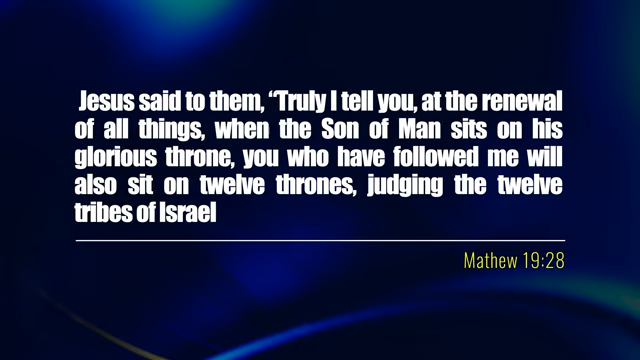 Jesus said to them, “Truly I tell you, at the renewal
of all things, when the Son of Man sits on his
glorious throne, you who have followed me will
also sit on twelve thrones, judging the twelve
tribes of Israel
Mathew 19:28